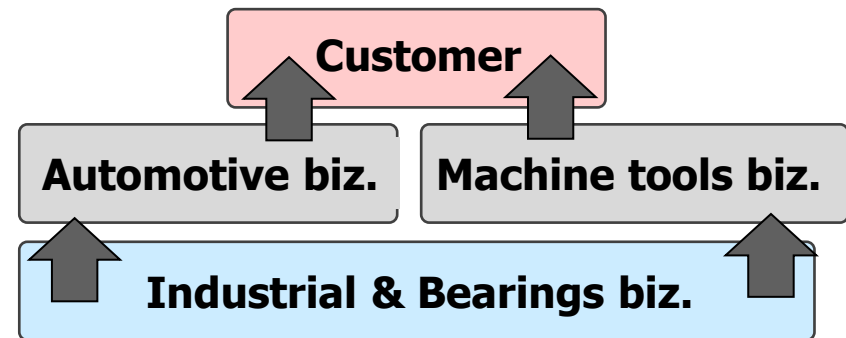 Customer
Automotive biz.
Machine tools biz.
Industrial & Bearings biz.